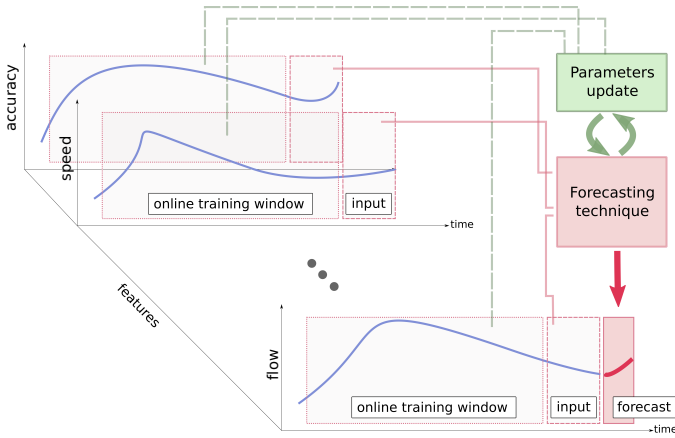 accuracy
speed
Parameters
update
Forecasting
technique
online training window
input
time
features
flow
online training window
input
forecast
time